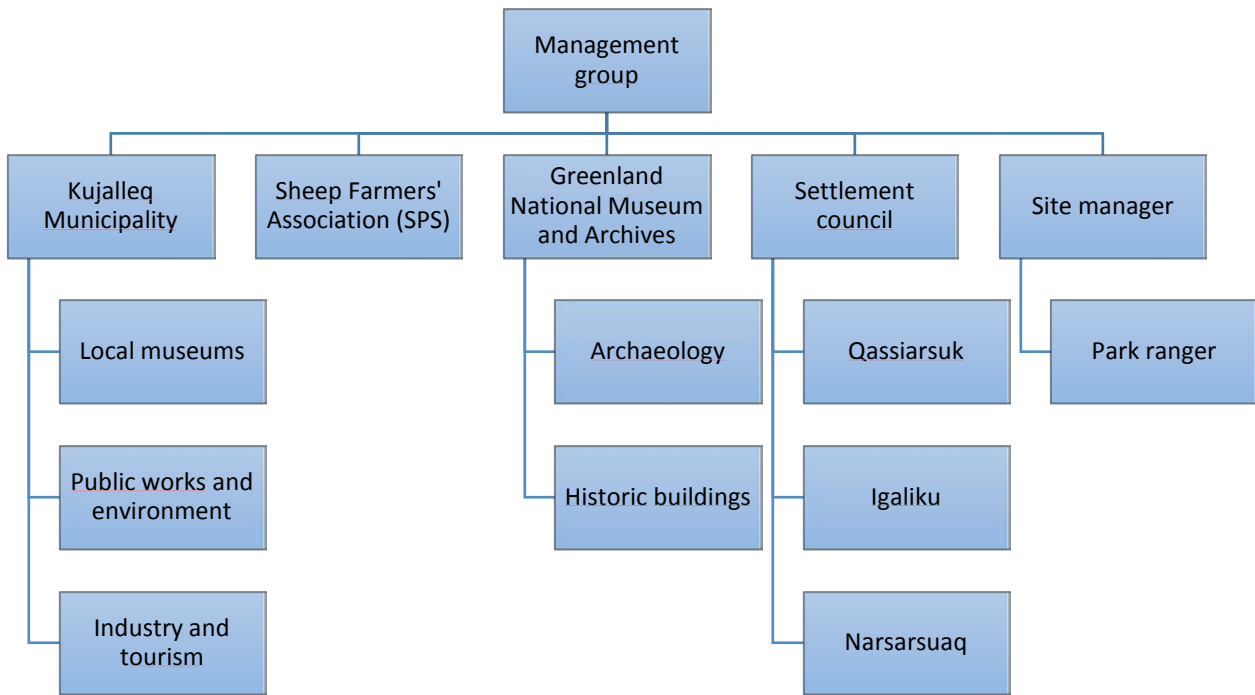 Management
group
Kujalleq
Municipality
Sheep Farmers'
Association (SPS)
Greenland
National Museum
and Archives
Settlement
council
Site manager
Local museums
Archaeology
Qassiarsuk
Park ranger
Public works and
environment
Historic buildings
Igaliku
Industry and
tourism
Narsarsuaq